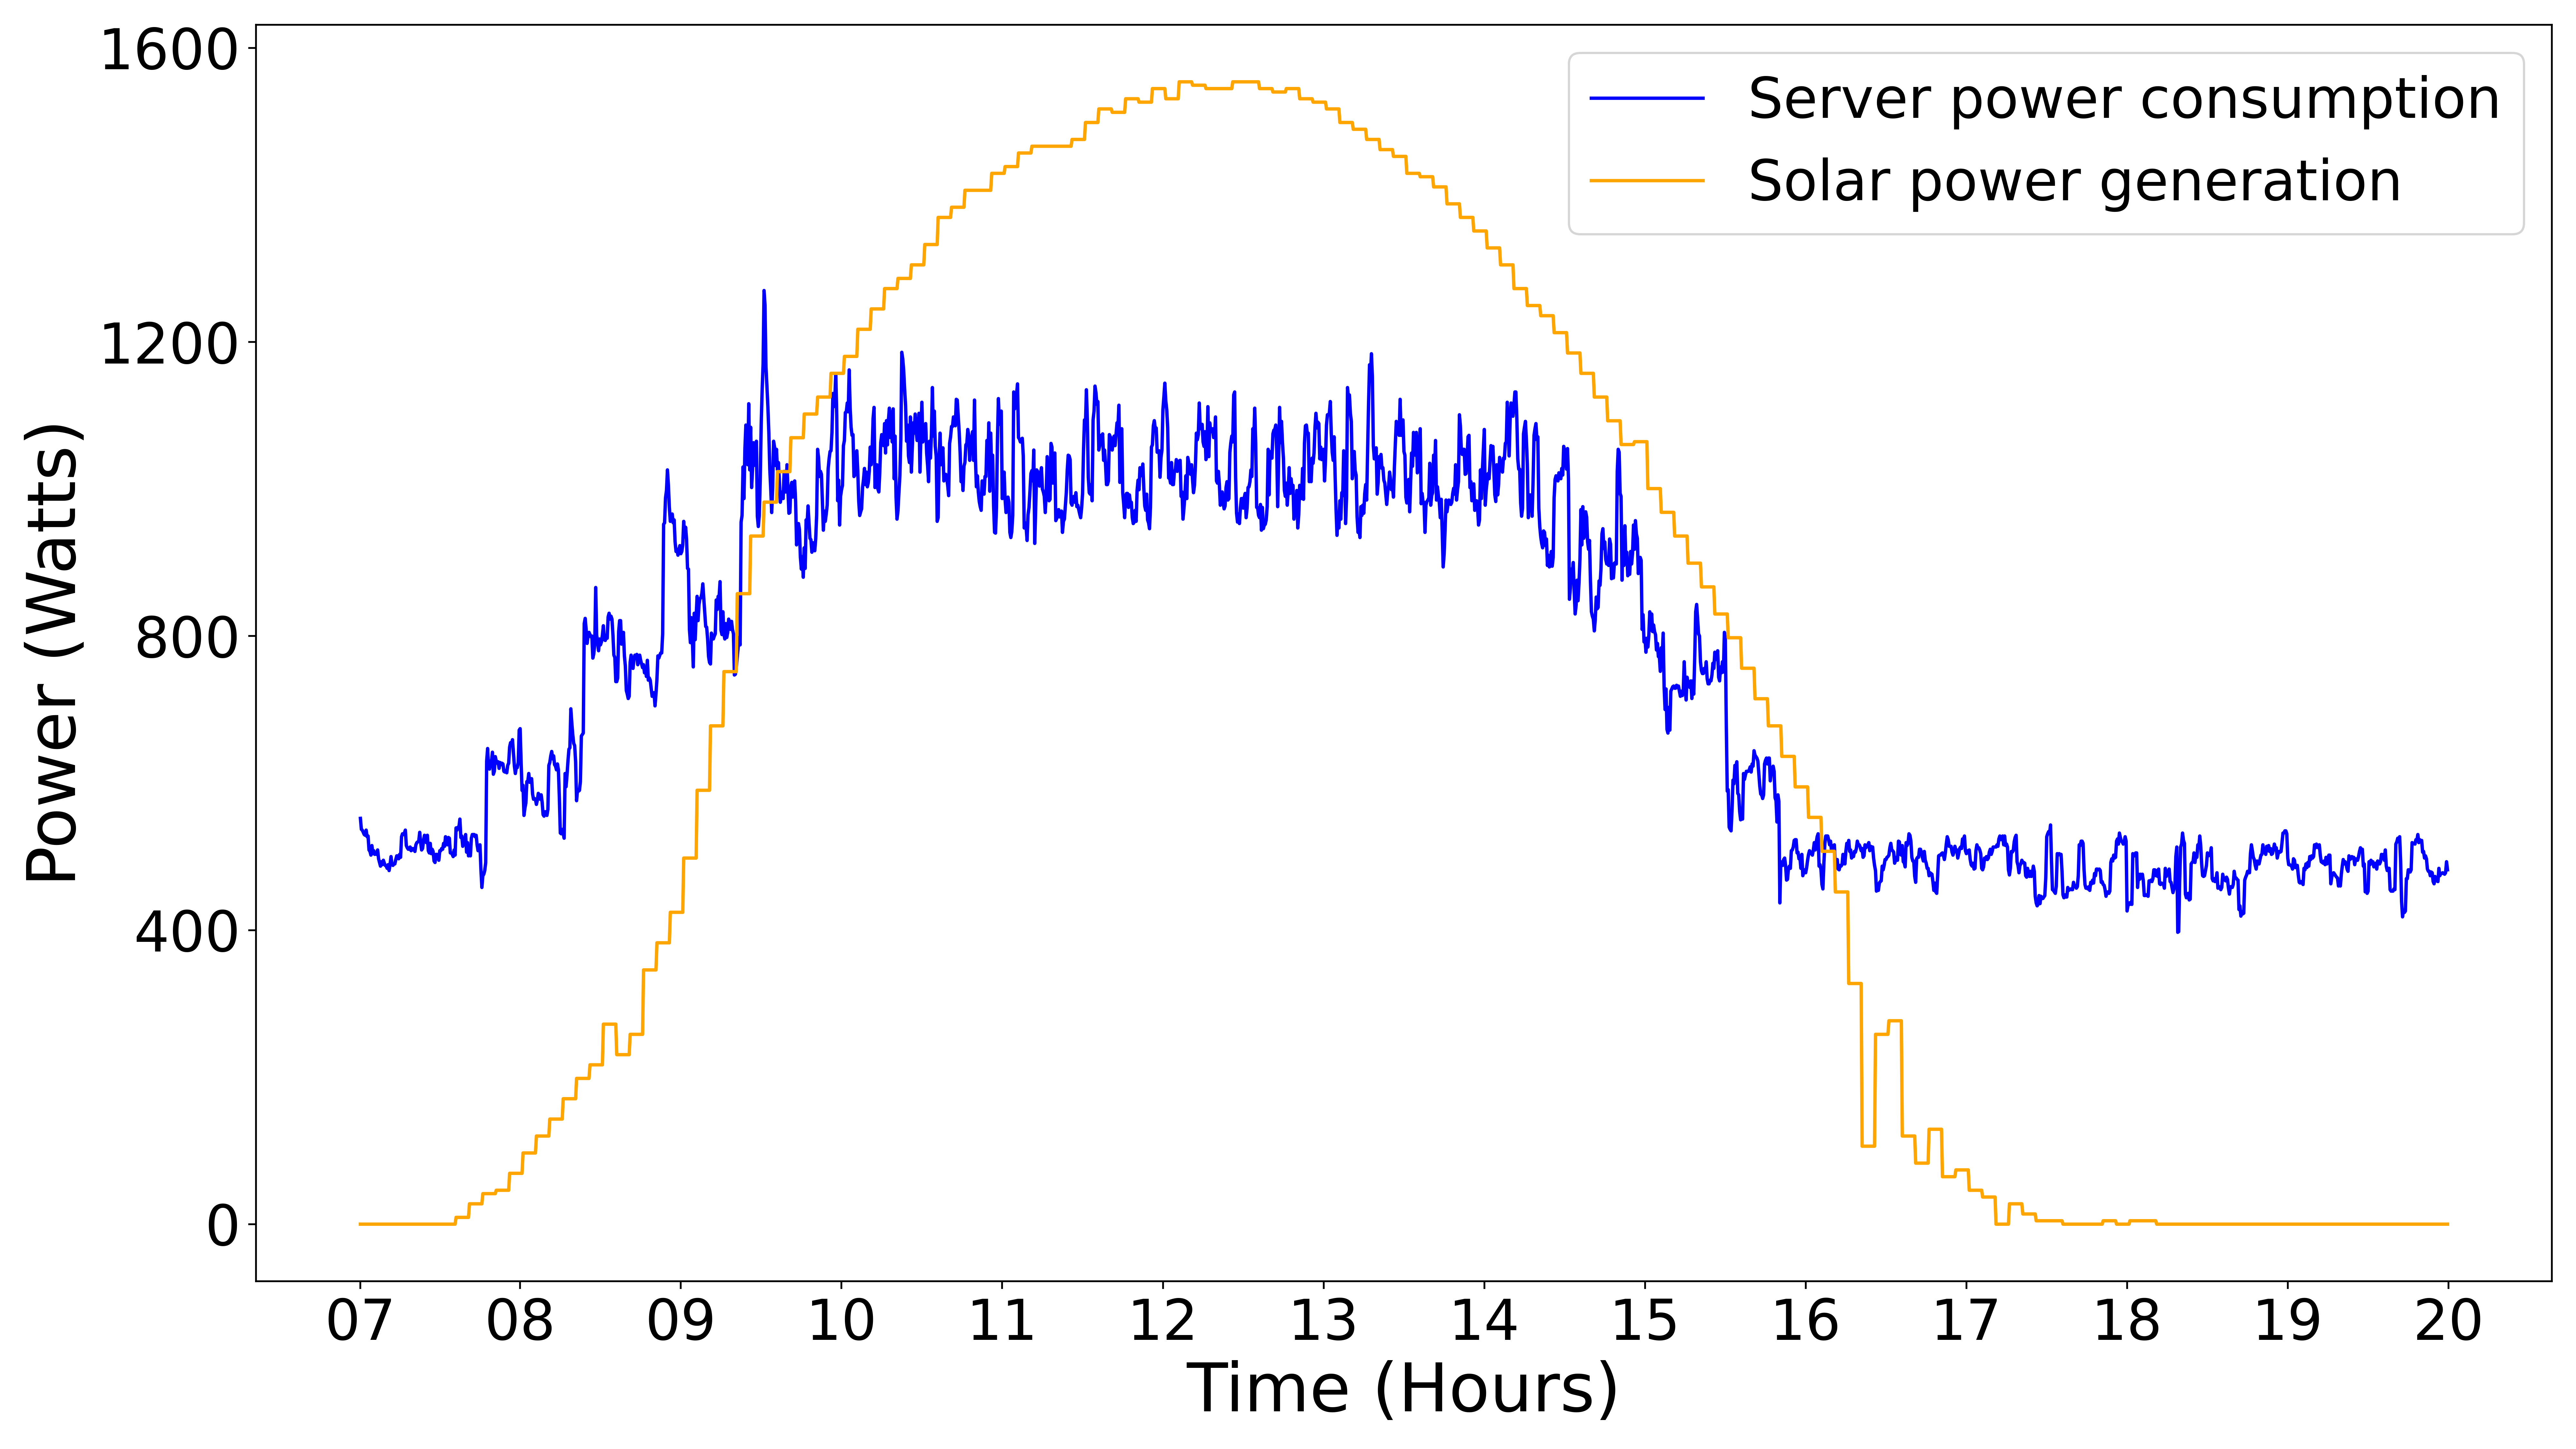 1600
1200
800
400
0
Power (Watts)
Server power consumption
Solar power generation
07 08 09 10 11 12 13 14 15 16 17 18 19 20
Time (Hours)